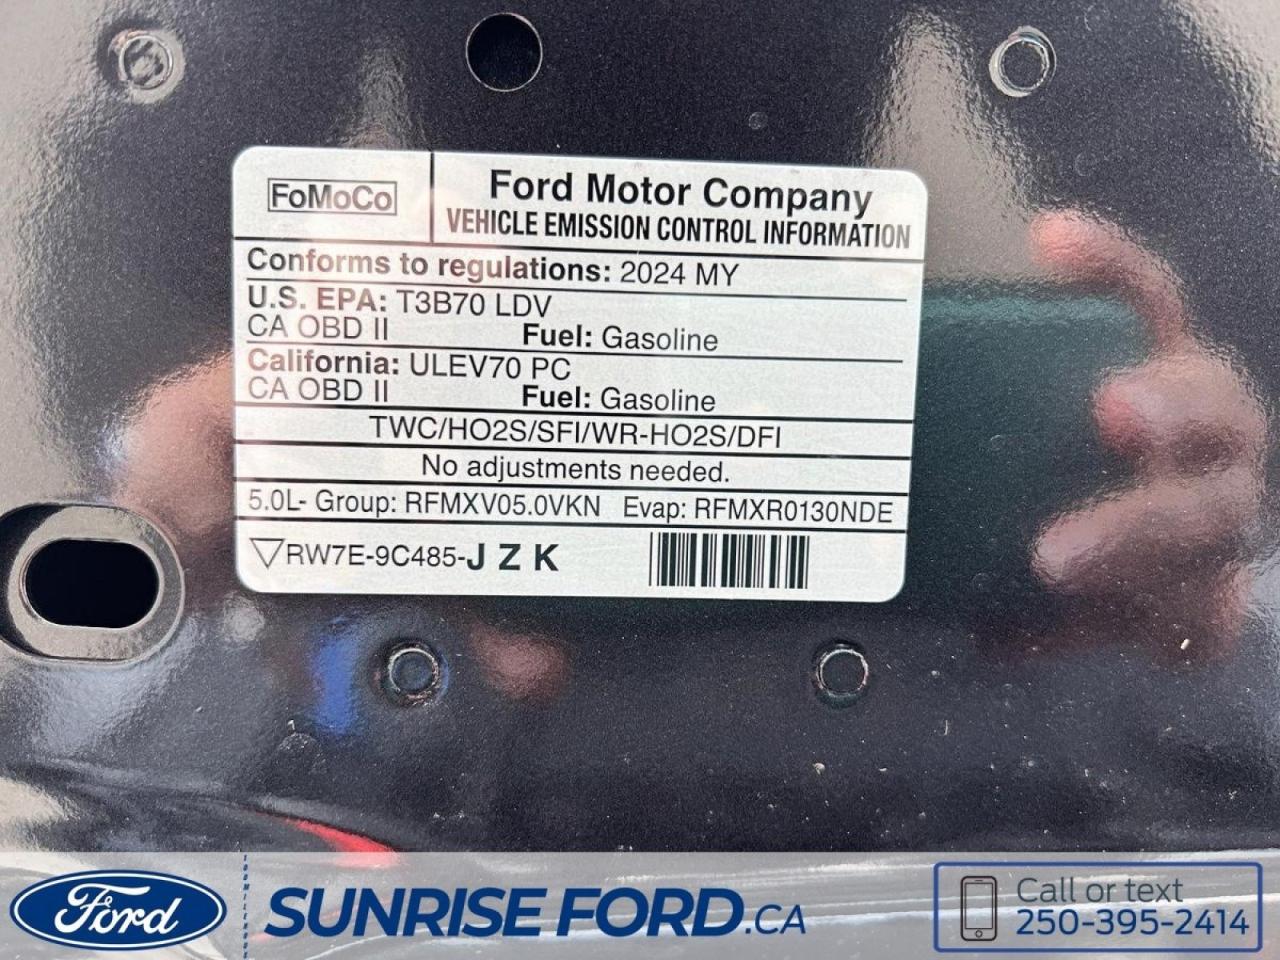 FoMoCo
Ford Motor Company
VEHICLE EMISSION CONTROL INFORMATION
Conforms to regulations: 2024 MY
U.S. EPA: T3B70 LDV
CA OBD II Fuel: Gasoline
California: ULEV70 PC
CA OBD II Fuel: Gasoline
TWC/HO2S/SFI/WR-HO2S/DFI
No adjustments needed.
5.0L- Group: RFMXV05.0VKN Evap: RFMXR0130NDE
RW7E-9C485-J Z K
Ford
SUNRISE FORD.CA
Call or text
250-395-2414